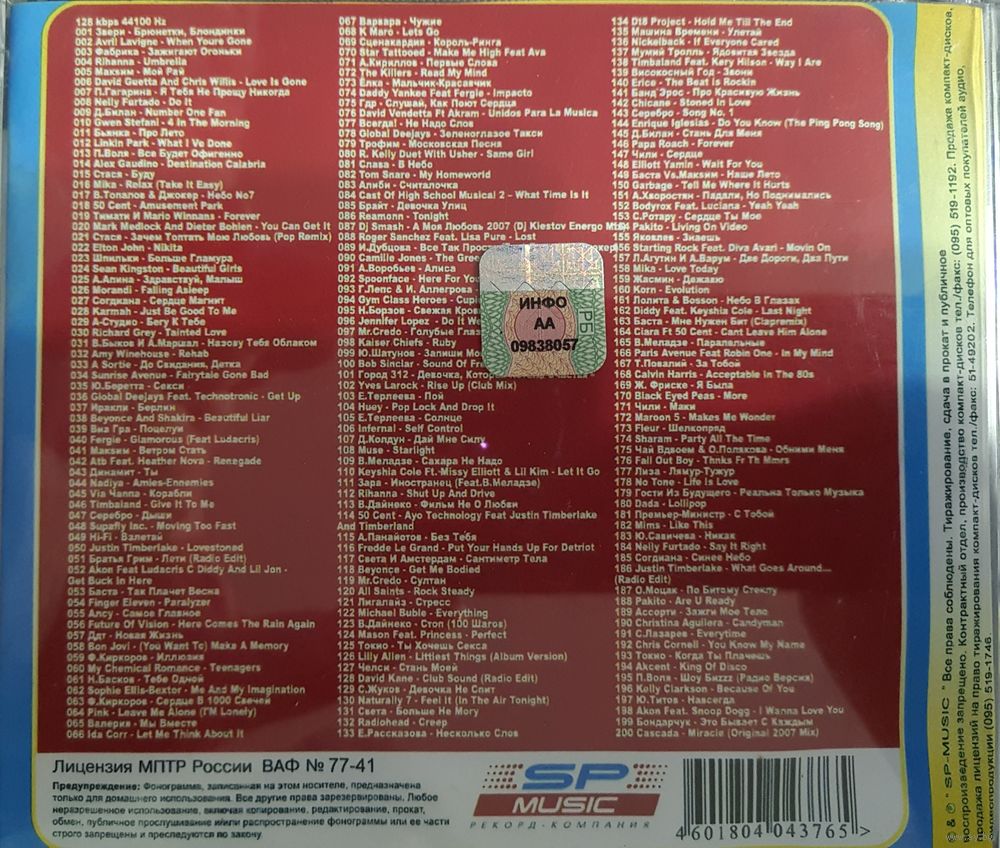 128 kbps 44100 Hz
001 Звери - Брюнетки, Блондинки
002 Avril Lavigne - When Youre Gone
003 Фабрика - Зажигают Огоньки
004 Rihanna - Umbrella
005 Максим - Мой Рай
006 David Guetta And Chris Willis - Love Is Gone
007 П.Гагарина - Я Тебя Не Прощу Никогда
008 Nelly Furtado - Do It
009 Д.Билан - Number One Fan
010 Gwen Stefani - 4 In The Morning
011 Бьянка - Про Лето
012 Linkin Park - What I Ve Done
013 П.Воля - Все Будет Офигенно
014 Alex Gaudino - Destination Calabria
015 Стася - Буду
016 Mika - Relax (Take It Easy)
017 В.Топалов & Джокер - Небо No7
018 50 Cent - Amusement Park
019 Тимати И Mario Winnans - Forever
020 Mark Medlock And Dieter Bohlen - You Can Get It
021 Стася - Зачем Топтать Мою Любовь (Pop Remix)
022 Elton John - Nikita
023 Шпильки - Больше Гламура
024 Sean Kingston - Beautiful Girls
025 А.Апина - Здравствуй, Малыш
026 Morandi - Falling Asleep
027 Согдиана - Сердце Магнит
028 Karmah - Just Be Good To Me
029 А-Студио - Бегу К Тебе
030 Richard Grey - Tainted Love
031 В.Быков И А.Маршал - Назову Тебя Облаком
032 Amy Winehouse - Rehab
033 A Sortie - До Свидания, Детка
034 Sunrise Avenue - Fairytale Gone Bad
035 Ю.Беретта - Секси
036 Global Deejays Feat. Technotronic - Get Up
037 Иракли - Берлин
038 Beyonce And Shakira - Beautiful Liar
039 Виа Гра - Поцелуи
040 Fergie - Glamorous (Feat Ludacris)
041 Максим - Ветром Стать
042 Atb Feat. Heather Nova - Renegade
043 Динамит - Ты
044 Nadiya - Amies-Ennemies
045 Via Чаппа - Корабли
046 Timbaland - Give It To Me
047 Серебро - Дыши
048 Supafly Inc. - Moving Too Fast
049 Hi-Fi - Взлетай
050 Justin Timberlake - Lovestoned
051 Братья Грим - Лети (Radio Edit)
052 Akon Feat Ludacris C Diddy And Lil Jon -
Get Buck In Here
053 Баста - Так Плачет Весна
054 Finger Eleven - Paralyzer
055 Алсу - Самое Главное
056 Future Of Vision - Here Comes The Rain Again
057 Ддт - Новая Жизнь
058 Bon Jovi - (You Want To) Make A Memory
059 Ф.Киркоров - Иллюзия
060 My Chemical Romance - Teenagers
061 Н.Басков - Тебе Одной
062 Sophie Ellis-Bextor - Me And My Imagination
063 Ф.Киркоров - Сердце В 1000 Свечей
064 Pink - Leave Me Alone (I'M Lonely)
065 Валерия - Мы Вместе
066 Ida Corr - Let Me Think About It
067 Варвара - Чужие
068 K Maro - Lets Go
069 Сценакардия - Король-Ринга
070 Star Tattooed - Make Me High Feat Ava
071 А.Кириллов - Первые Слова
072 The Killers - Read My Mind
073 Ёлка - Мальчик-Красавчик
074 Daddy Yankee Feat Fergie - Impacto
075 Гдр - Слушай, Как Поют Сердца
076 David Vendetta Ft Akram - Unidos Para La Musica
077 Всегда! - Не Надо Слов
078 Global Deejays - Зеленоглазое Такси
079 Трофим - Московская Песня
080 R. Kelly Duet With Usher - Same Girl
081 Слава - В Небо
082 Tom Snare - My Homeworld
083 Алиби - Считалочка
084 Cast Of High School Musical 2 - What Time Is It
085 Брайт - Девочка Улиц
086 Reamonn - Tonight
087 Dj Smash - А Моя Любовь 2007 (Dj Klestov Energo Mix)
088 Roger Sanchez Feat. Lisa Pure - Lost
089 И.Дубцова - Все Так Прос
090 Camille Jones - The Cree
091 А.Воробьев - Алиса
092 Spoonface - Here For Yo
093 Г.Лепс & И. Аллегрова -
094 Gym Class Heroes - Cupi
095 Н.Борзов - Свежая Кров
096 Jennifer Lopez - Do It W
097 Mr.Credo - Голубые Глаз
098 Kaiser Chiefs - Ruby
099 Ю.Шатунов - Запиши Мо
100 Bob Sinclar - Sound Of Fr
101 Город 312 - Девочка, Кото
102 Yves Larock - Rise Up (Club Mix)
103 Е.Терлеева - Пой
104 Huey - Pop Lock And Drop It
105 Е.Терлеева - Солнце
106 Infernal - Self Control
107 Д.Колдун - Дай Мне Силу
108 Muse - Starlight
109 В.Меладзе - Сахара Не Надо
110 Keyshia Cole Ft-Missy Elliott & Lil Kim - Let It Go
111 Зара - Иностранец (Feat.В.Меладзе)
112 Rihanna - Shut Up And Drive
113 В.Дайнеко - Фильм Не О Любви
114 50 Cent - Ayo Technology Feat Justin Timberlake
And Timberland
115 А.Панайотов - Без Тебя
116 Fredde Le Grand - Put Your Hands Up For Detriot
117 Света И Амстердам - Сантиметр Тела
118 Beyonce - Get Me Bodied
119 Mr.Credo - Султан
120 All Saints - Rock Steady
121 Лигалайз - Стресс
122 Michael Buble - Everything
123 В.Дайнеко - Стоп (100 Шагов)
124 Mason Feat. Princess - Perfect
125 Токио - Ты Хочешь Секса
126 Lilly Allen - Littlest Things (Album Version)
127 Челси - Стань Моей
128 David Kane - Club Sound (Radio Edit)
129 С.Жуков - Девочка Не Спит
130 Naturally 7 - Feel It (In The Air Tonight)
131 Света - Больше Не Могу
132 Radiohead - Creep
133 Е.Рассказова - Несколько Слов
134 Dt8 Project - Hold Me Till The End
135 Машина Времени - Улетай
136 Nickelback - If Everyone Cared
137 Мукий Тролль - Ядовитая Звезда
138 Timbaland Feat. Kery Hilson - Way I Are
139 Високосный Год - Звони
140 Erice - The Beat Is Rockin
141 Банд Эрос - Про Красивую Жизнь
142 Chicane - Stoned In Love
143 Серебро - Song No. 1
144 Enrique Iglesias - Do You Know (The Ping Pong Song)
145 Д.Билан - Стань Для Меня
146 Papa Roach - Forever
147 Чили - Сердце
148 Elliott Yamin - Wait For You
149 Баста Vs.Максим - Наше Лето
150 Garbage - Tell Me Where It Hurts
151 А.Хворостян - Падали, Но Поднимались
152 Bodyrox Feat. Luciana - Yeah Yeah
153 С.Ротару - Сердце Ты Мое
154 Pakito - Living On Video
155 Яковлев - Знаешь
156 Starting Rock Feat. Diva Avari - Movin On
157 Л.Агутин И А.Варум - Две Дороги, Два Пути
158 Mika - Love Today
159 Жасмин - Дежавю
160 Korn - Evolution
161 Лолита & Bosson - Небо В Глазах
162 Diddy Feat. Keyshia Cole - Last Night
163 Баста - Мне Нужен Бит (Clapremix)
164 Ciara Ft 50 Cent - Cant Leave Him Alone
165 В.Меладзе - Паралельные
166 Paris Avenue Feat Robin One - In My Mind
167 Т.Повалий - За Тобой
168 Calvin Harris - Acceptable In The 80s
169 Ж. Фриске - Я Была
170 Black Eyed Peas - More
171 Чили - Маки
172 Maroon 5 - Makes Me Wonder
173 Fleur - Шелкопряд
174 Sharam - Party All The Time
175 Чай Вдвоем & О.Полякова - Обними Меня
176 Fall Out Boy - Thnks Fr Th Mmrs
177 Лиза - Лямур-Тужур
178 No Tone - Life Is Love
179 Гости Из Будущего - Реальна Только Музыка
180 Dada - Lollipop
181 Премьер-Министр - С Тобой
182 Mims - Like This
183 Ю.Савичева - Никак
184 Nelly Furtado - Say It Right
185 Согдиана - Синее Небо
186 Justin Timberlake - What Goes Around...
(Radio Edit)
187 О.Моцак - По Битому Стеклу
188 Pakito - Are U Ready
189 Ассорти - Зажги Мое Тело
190 Christina Aguilera - Candyman
191 С.Лазарев - Everytime
192 Chris Cornell - You Know My Name
193 Токио - Когда Ты Плачешь
194 Akcent - King Of Disco
195 П.Воля - Шоу Бизzz (Радио Версия)
196 Kelly Clarkson - Because Of You
197 Ю.Титов - Навсегда
198 Akon Feat. Snoop Dogg - I Wanna Love You
199 Бондарчук - Это Бывает С Каждым
200 Cascada - Miracle (Original 2007 Mix)
ИНФО
АА
09838057
РБ
Лицензия МПТР России ВАФ № 77-41
Предупреждение: Фонограмма, записанная на этом носителе, предназначена
только для домашнего использования. Все другие права зарезервированы. Любое
неразрешенное использование, включая копирование, редактирование, прокат,
обмен, публичное прослушивание и/или распространение фонограммы или ее части
строго запрещены и преследуются по закону.
SP
MUSIC
РЕКОРД-КОМПАНИЯ
4601804043765>
© & ℗ "SP-MUSIC" Все права соблюдены. Тиражирование, сдача в прокат и публичное
воспроизведение запрещено. Контрактный отдел, производство компакт-дисков тел./факс: (095) 519-1192. Продажа компакт-дисков,
продажа лицензий на право тиражирования компакт-дисков тел./факс: 51-49202. Телефон для оптовых покупателей аудио,
(095) 519-1746